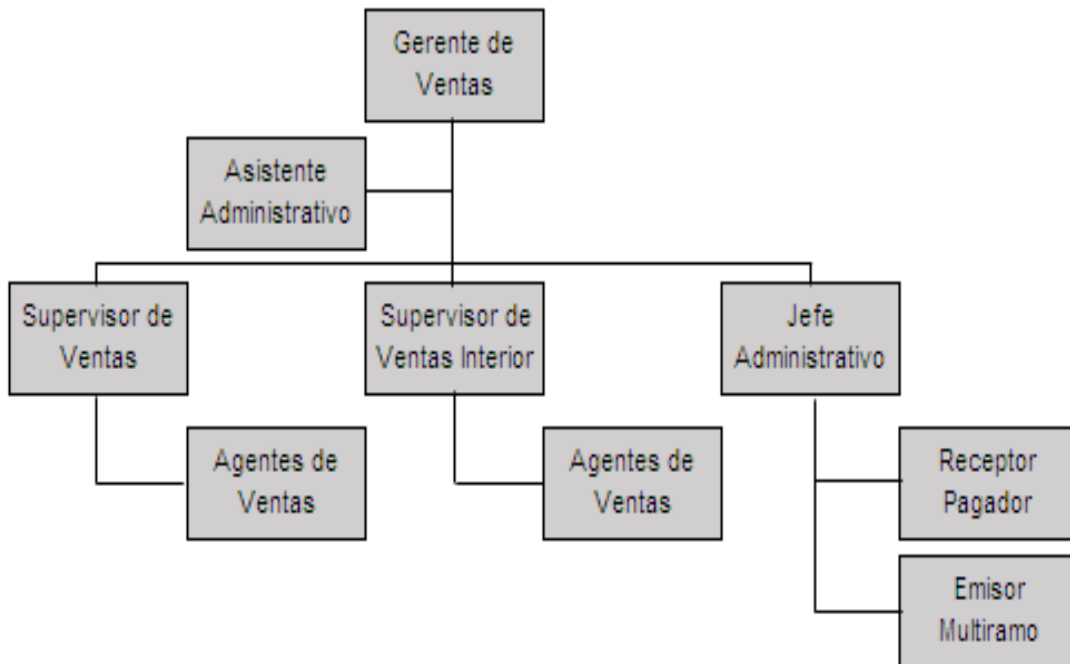 Gerente de
Ventas
Asistente
Administrativo
Supervisor de
Ventas
Supervisor de
Ventas Interior
Jefe
Administrativo
Agentes de
Ventas
Agentes de
Ventas
Receptor
Pagador
Emisor
Multiramo